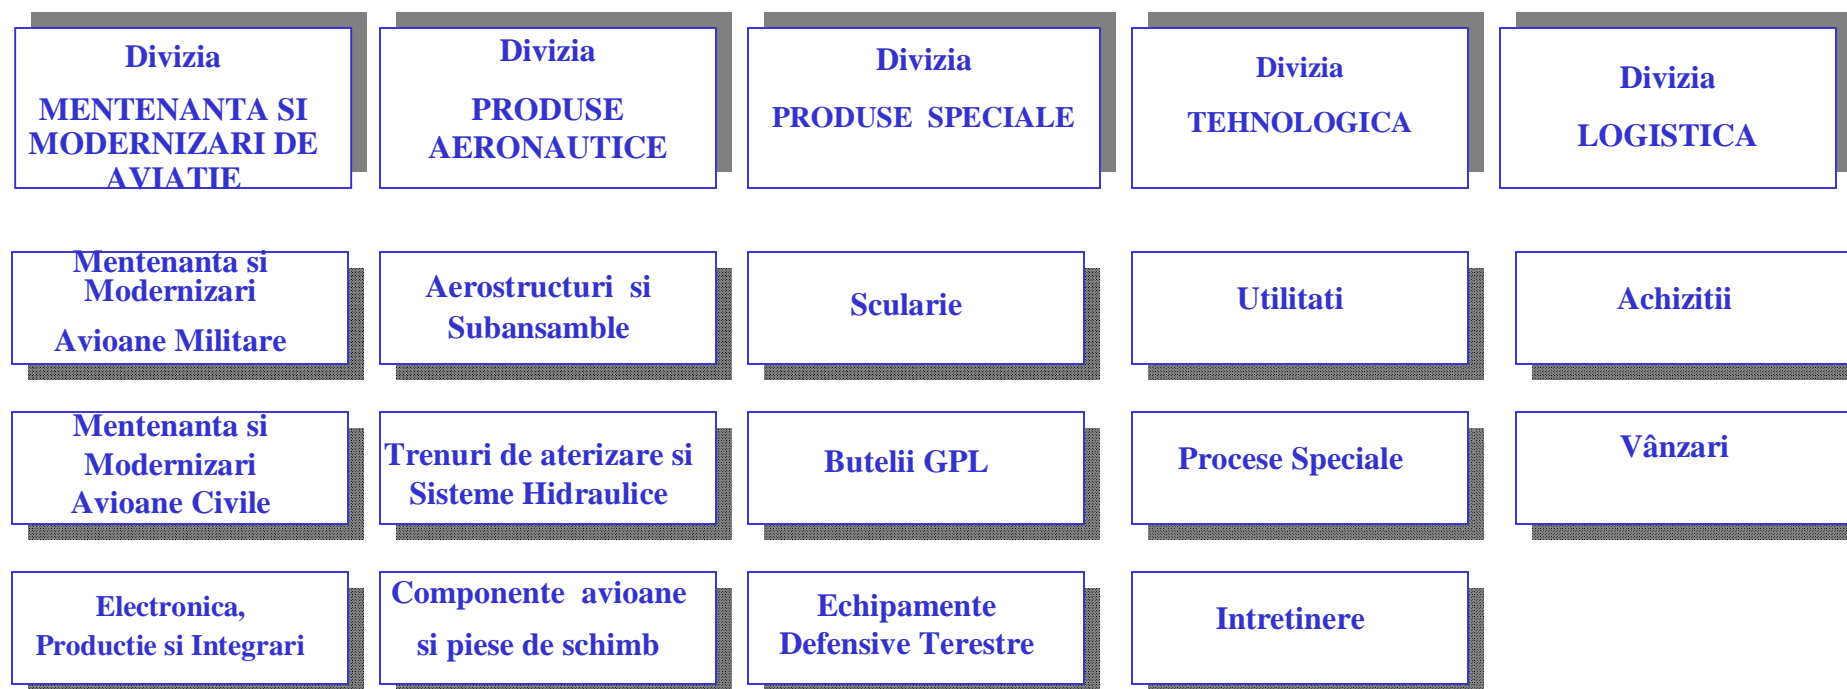 Divizia
MENTENANTA SI
MODERNIZARI DE
AVIATIE
Divizia
PRODUSE
AERONAUTICE
Divizia
PRODUSE SPECIALE
Divizia
TEHNOLOGICA
Divizia
LOGISTICA
Mentenanta si
Modernizari
Avioane Militare
Aerostructuri si
Subansamble
Scularie
Utilitati
Achizitii
Mentenanta si
Modernizari
Avioane Civile
Trenuri de aterizare si
Sisteme Hidraulice
Butelii GPL
Procese Speciale
Vânzari
Electronica,
Productie si Integrari
Componente avioane
si piese de schimb
Echipamente
Defensive Terestre
Intretinere